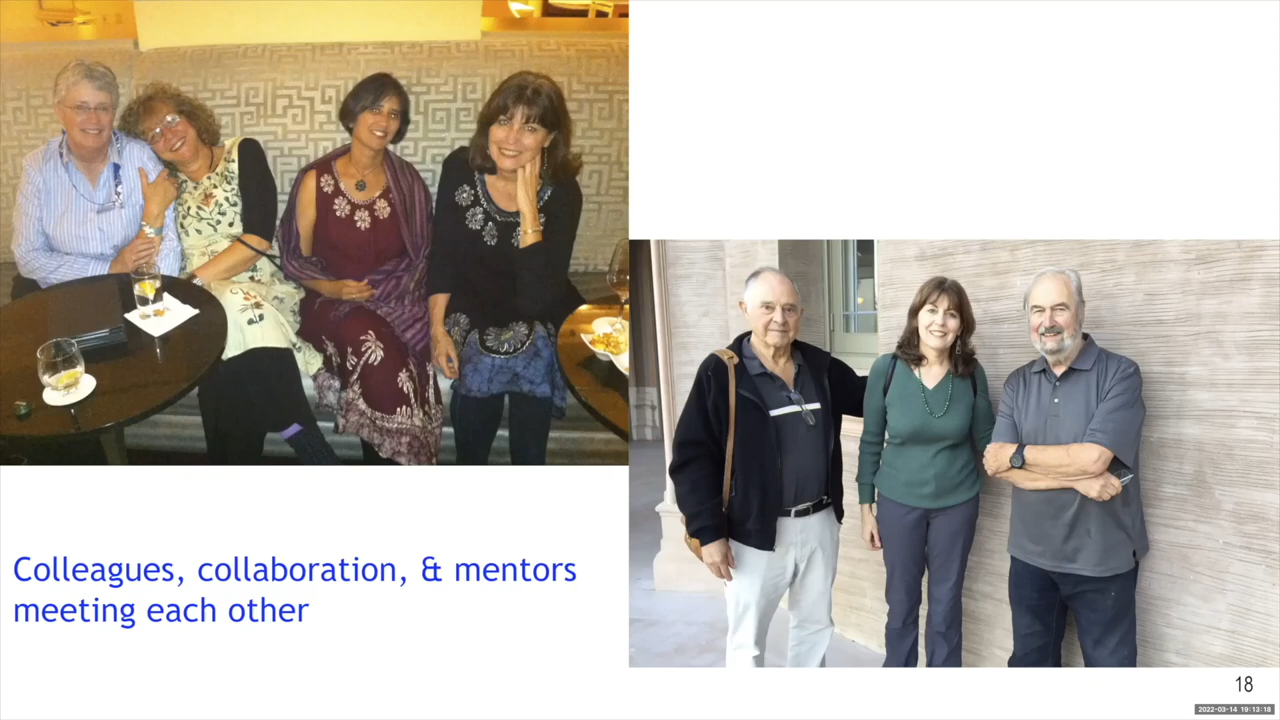 Colleagues, collaboration, & mentors
meeting each other
18
2022-03-14 19:13:18